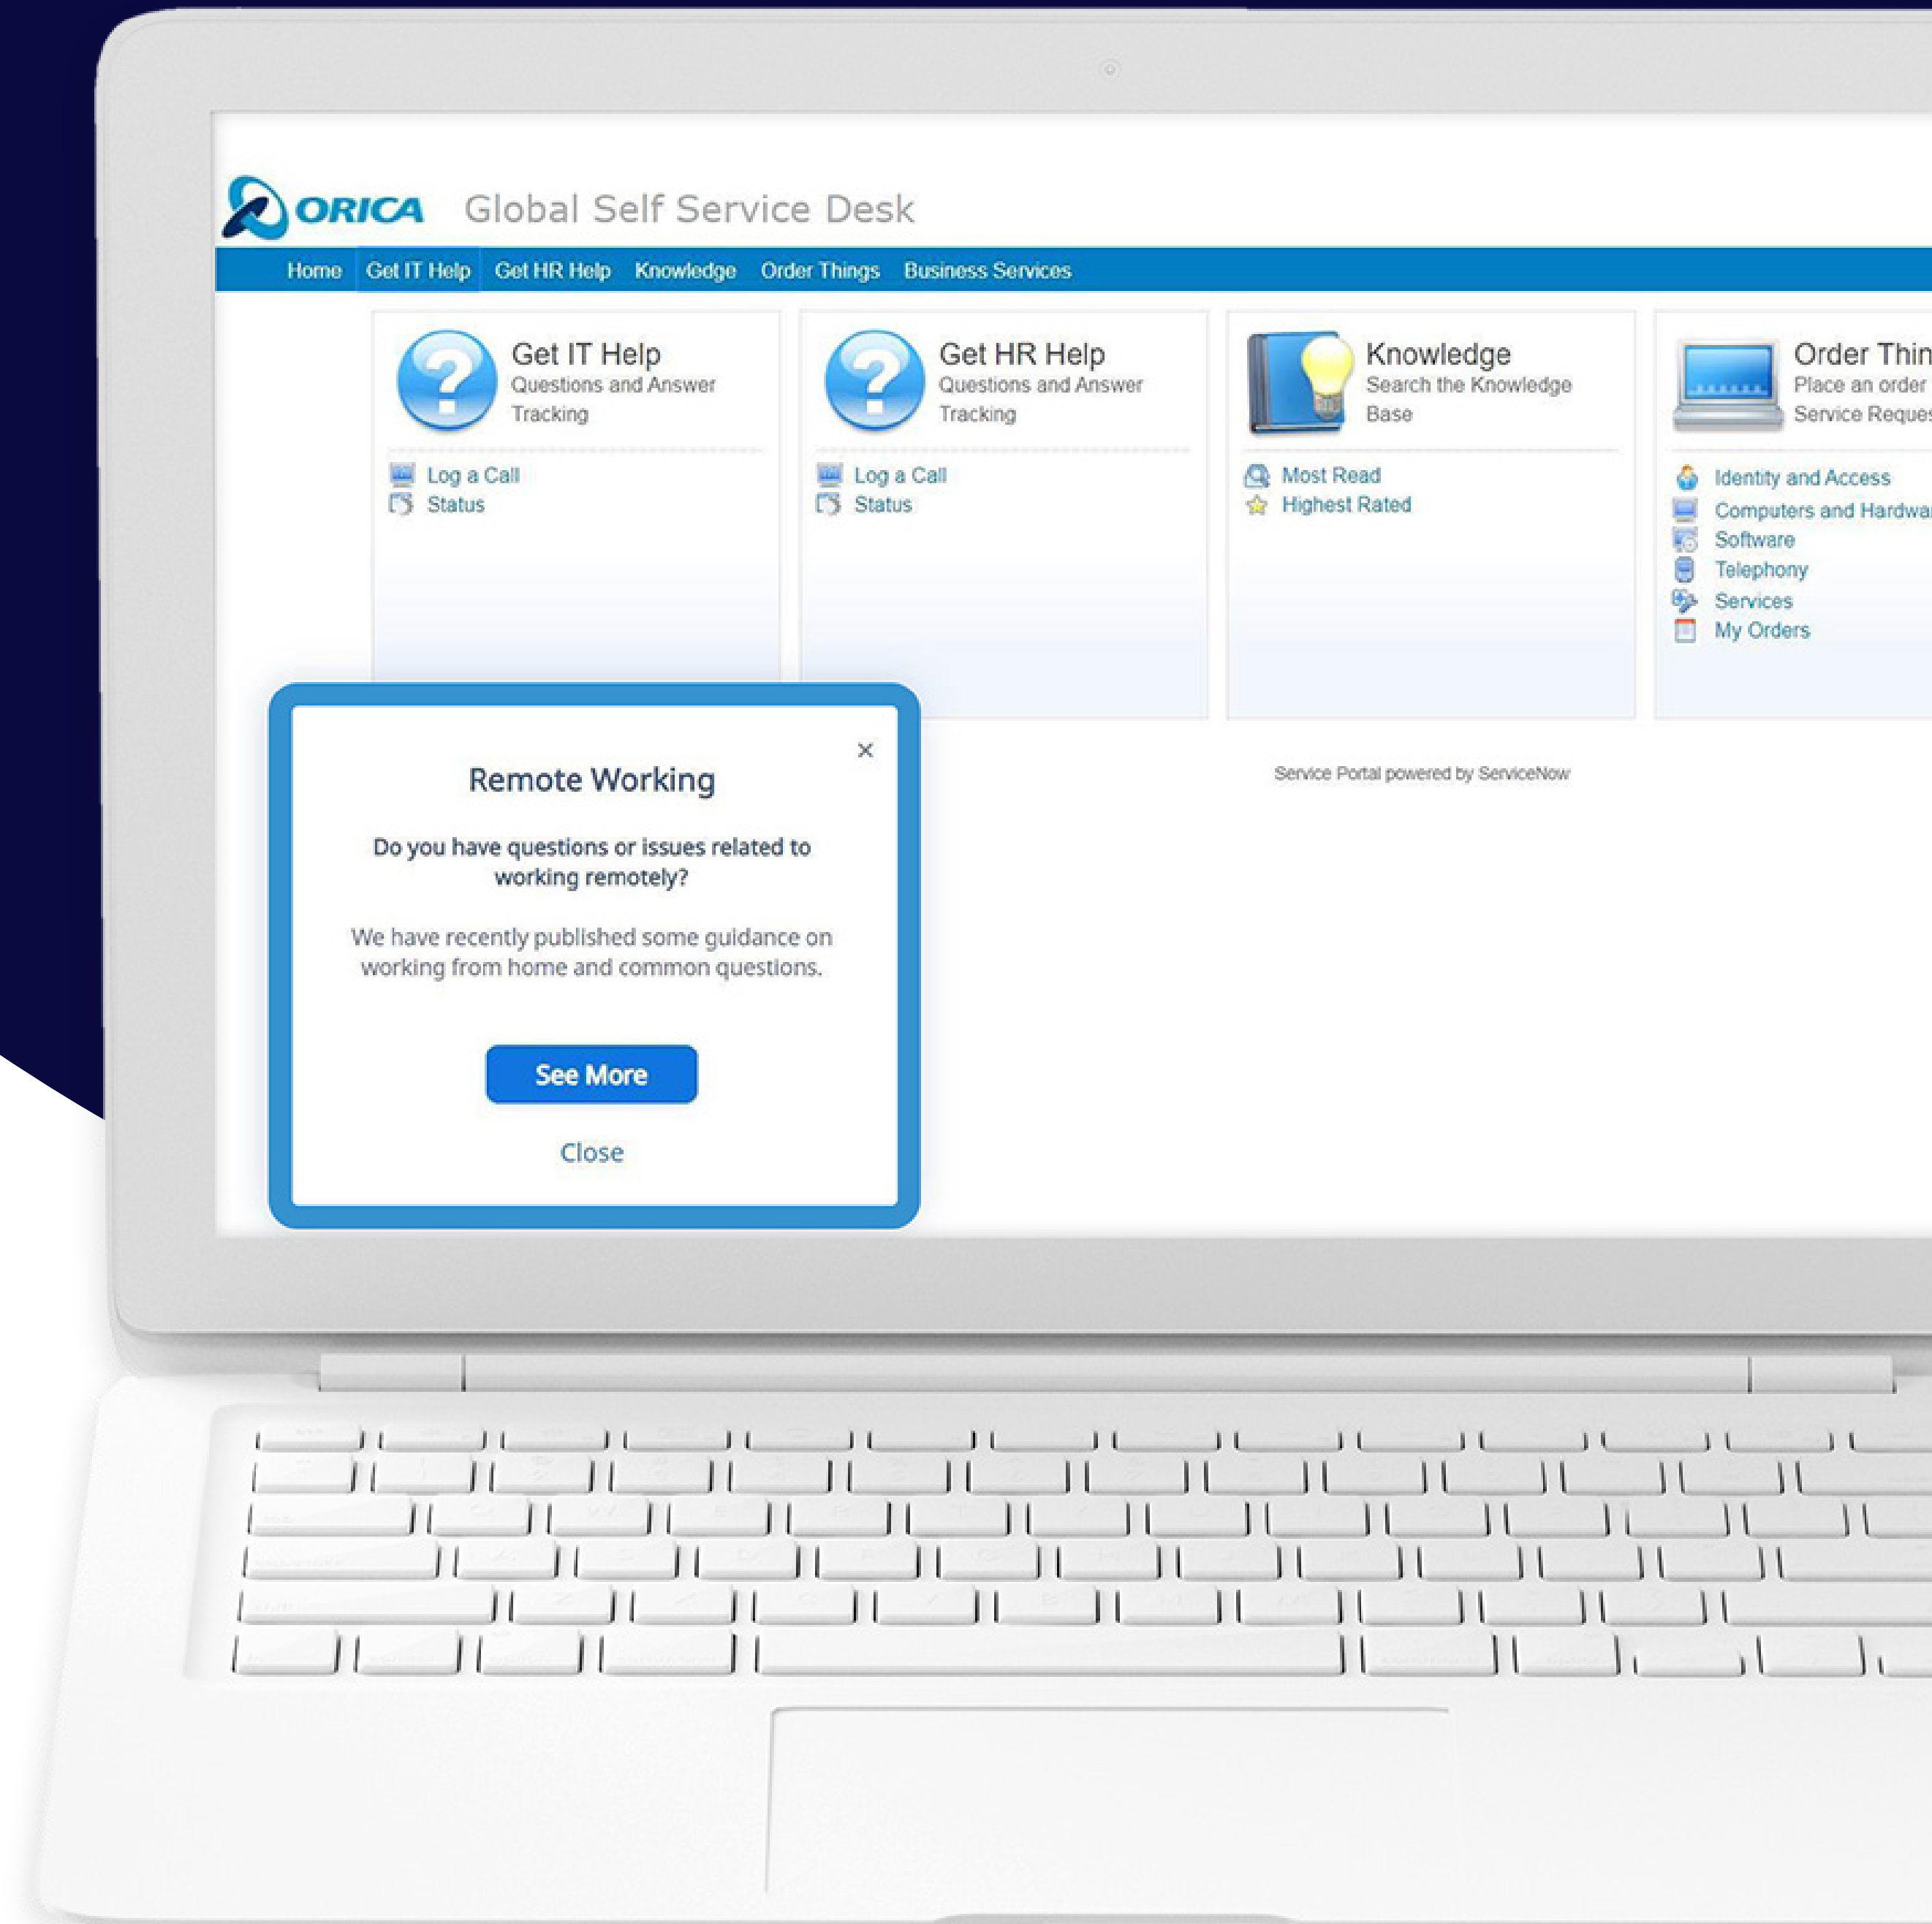 ORICA Global Self Service Desk
Home Get IT Help Get HR Help Knowledge Order Things Business Services
Get IT Help
Questions and Answer
Tracking
Log a Call
Status
Get HR Help
Questions and Answer
Tracking
Log a Call
Status
Knowledge
Search the Knowledge
Base
Most Read
Highest Rated
Order Thin
Place an order
Service Reques
Identity and Access
Computers and Hardwar
Software
Telephony
Services
My Orders
Remote Working
Do you have questions or issues related to
working remotely?
We have recently published some guidance on
working from home and common questions.
See More
Close
Service Portal powered by ServiceNow